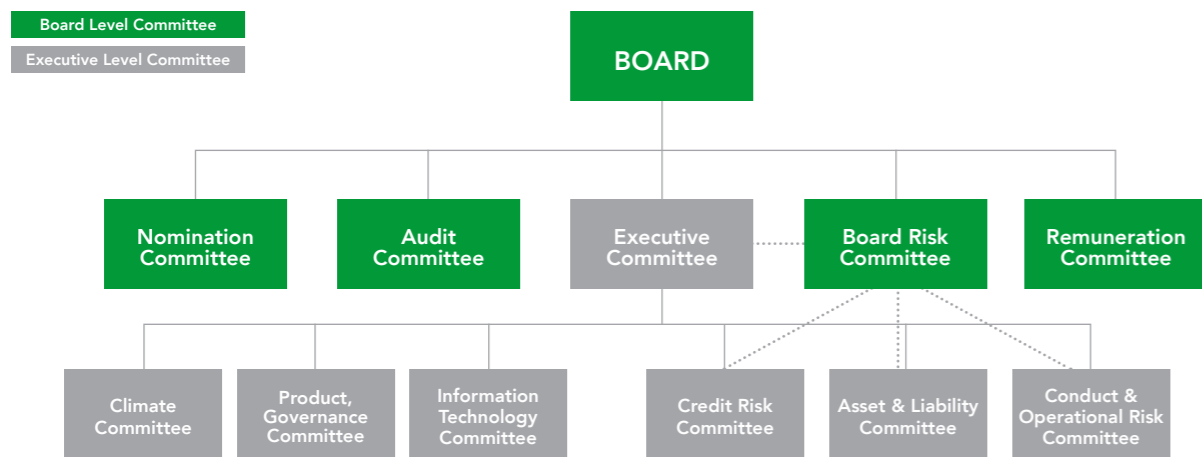 Board Level Committee
Executive Level Committee
BOARD
Nomination
Committee
Audit
Committee
Executive
Committee
Board Risk
Committee
Remuneration
Committee
Climate
Committee
Product,
Governance
Committee
Information
Technology
Committee
Credit Risk
Committee
Asset & Liability
Committee
Conduct &
Operational Risk
Committee